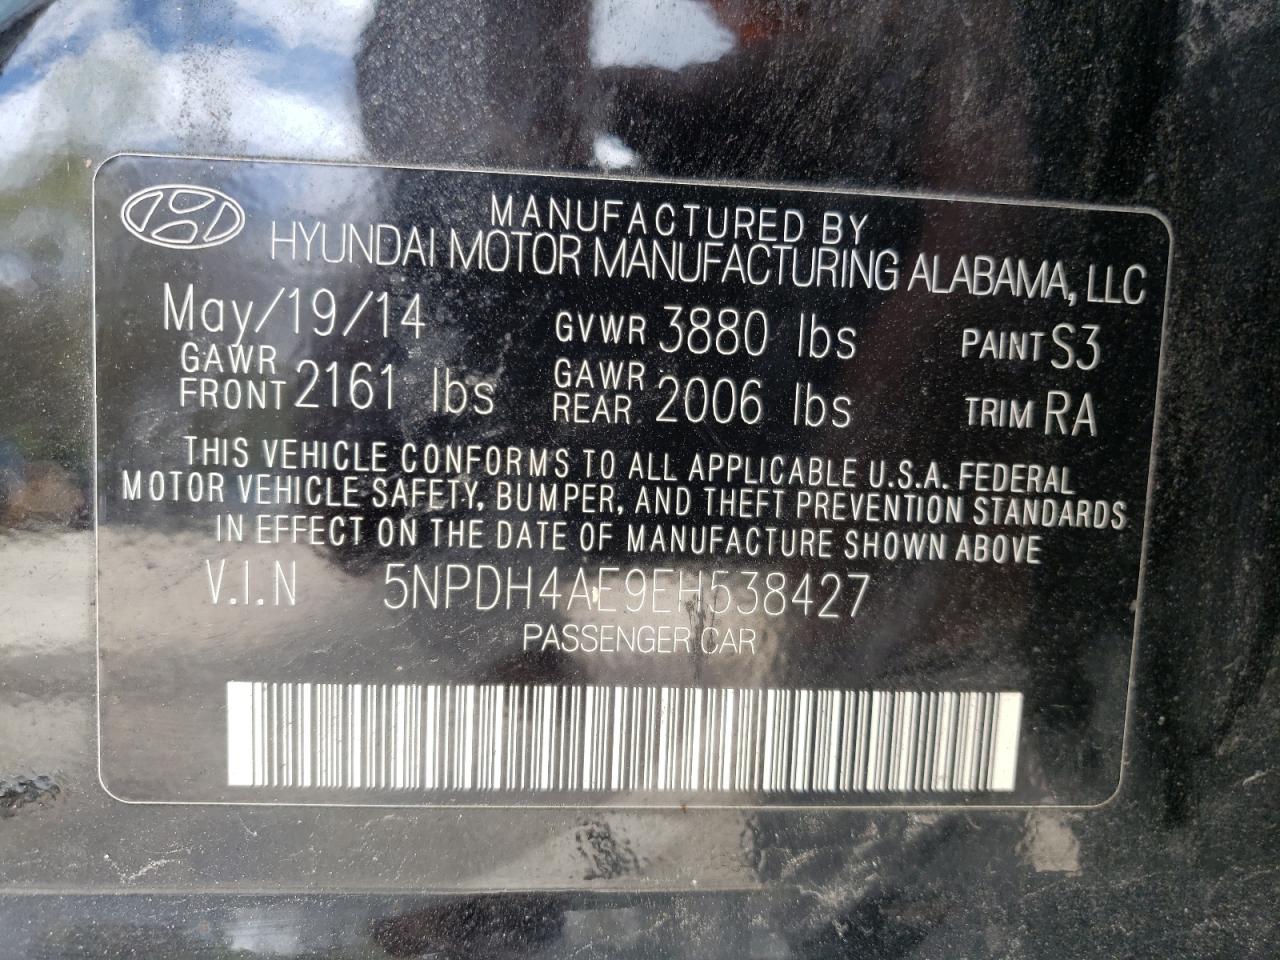 MANUFACTURED BY
HYUNDAI MOTOR MANUFACTURING ALABAMA, LLC
May/19/14 GVWR 3880 lbs PAINT S3
GAWR FRONT 2161 lbs GAWR REAR 2006 lbs TRIM RA
THIS VEHICLE CONFORMS TO ALL APPLICABLE U.S.A. FEDERAL
MOTOR VEHICLE SAFETY, BUMPER, AND THEFT PREVENTION STANDARDS
IN EFFECT ON THE DATE OF MANUFACTURE SHOWN ABOVE
V.I.N 5NPDH4AE9EH538427
PASSENGER CAR